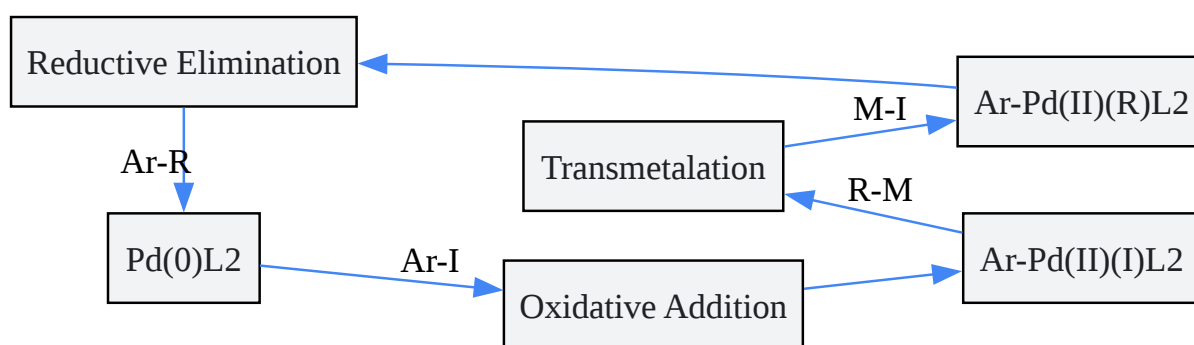 Reductive Elimination
Ar-Pd(II)(R)L2
M-I
Ar-R
Transmetalation
R-M
Pd(0)L2
Ar-I
Ar-Pd(II)(I)L2
Oxidative Addition